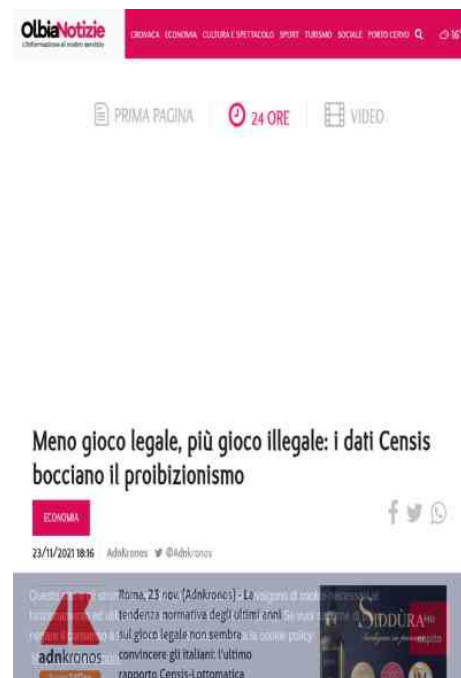 OlbiaNotizie
L'informazione al vostro servizio
CRONACA ECONOMIA CULTURA E SPETTACOLO SPORT TURISMO SOCIALE PORTO CERVO 16°
PRIMA PAGINA 24 ORE VIDEO
Meno gioco legale, più gioco illegale: i dati Censis
bocciano il proibizionismo
ECONOMIA
23/11/2021 18:16 AdnKronos @Adnkronos
Roma, 23 nov. (Adnkronos) - La
tendenza normativa degli ultimi anni
sul gioco legale non sembra
convincere gli italiani: l'ultimo
rapporto Censis-Lottomatica
adnkronos
SIDDÙRA